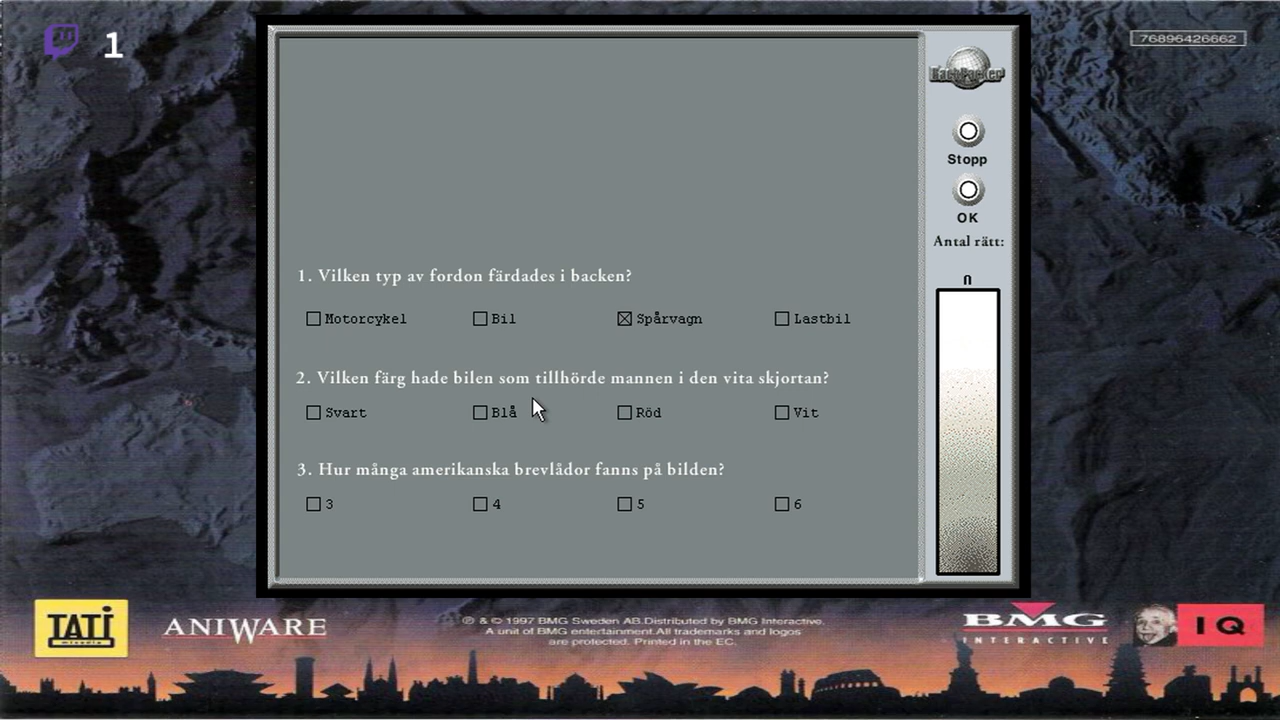 1
76896426662
BackPacker
Stopp
OK
Antal rätt:
1. Vilken typ av fordon färdades i backen?
Motorcykel Bil Spårvagn Lastbil
2. Vilken färg hade bilen som tillhörde mannen i den vita skjortan?
Svart Blå Röd Vit
3. Hur många amerikanska brevlådor fanns på bilden?
3 4 5 6
TATi
ANIWARE
℗ & © 1997 BMG Sweden AB.Distributed by BMG Interactive.
A unit of BMG entertainment.All trademarks and logos
are protected. Printed in the EC.
BMG
INTERACTIVE
IQ